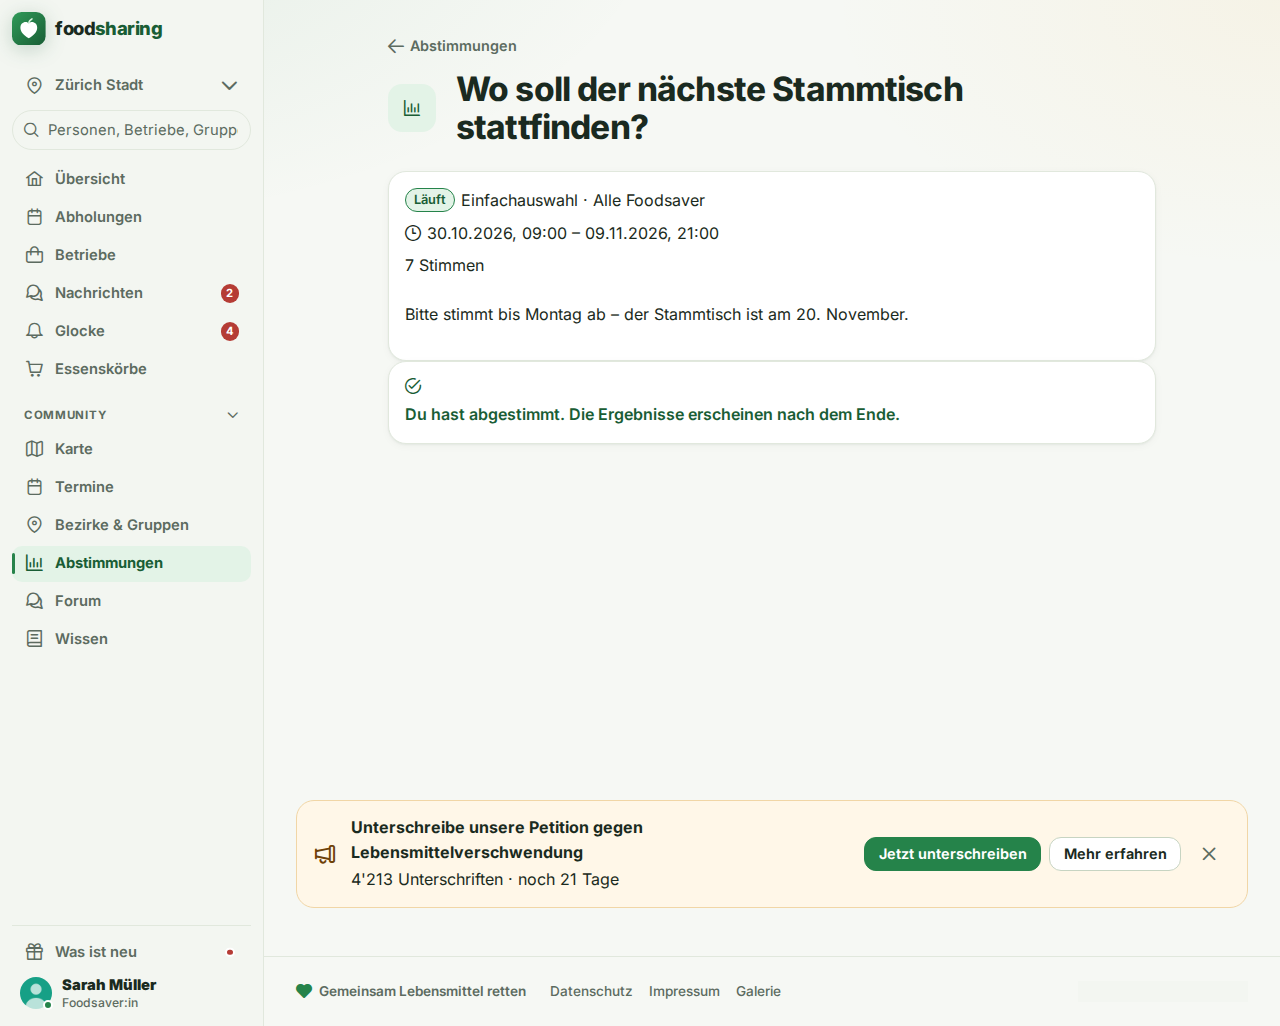 foodsharing
Zürich Stadt
Personen, Betriebe, Grupp
Übersicht
Abholungen
Betriebe
Nachrichten 2
Glocke 4
Essenskörbe
COMMUNITY
Karte
Termine
Bezirke & Gruppen
Abstimmungen
Forum
Wissen
Was ist neu
Sarah Müller
Foodsaver:in
Abstimmungen
Wo soll der nächste Stammtisch
stattfinden?
Läuft Einfachauswahl · Alle Foodsaver
30.10.2026, 09:00 – 09.11.2026, 21:00
7 Stimmen
Bitte stimmt bis Montag ab – der Stammtisch ist am 20. November.
Du hast abgestimmt. Die Ergebnisse erscheinen nach dem Ende.
Unterschreibe unsere Petition gegen
Lebensmittelverschwendung
4'213 Unterschriften · noch 21 Tage
Jetzt unterschreiben Mehr erfahren
Gemeinsam Lebensmittel retten Datenschutz Impressum Galerie